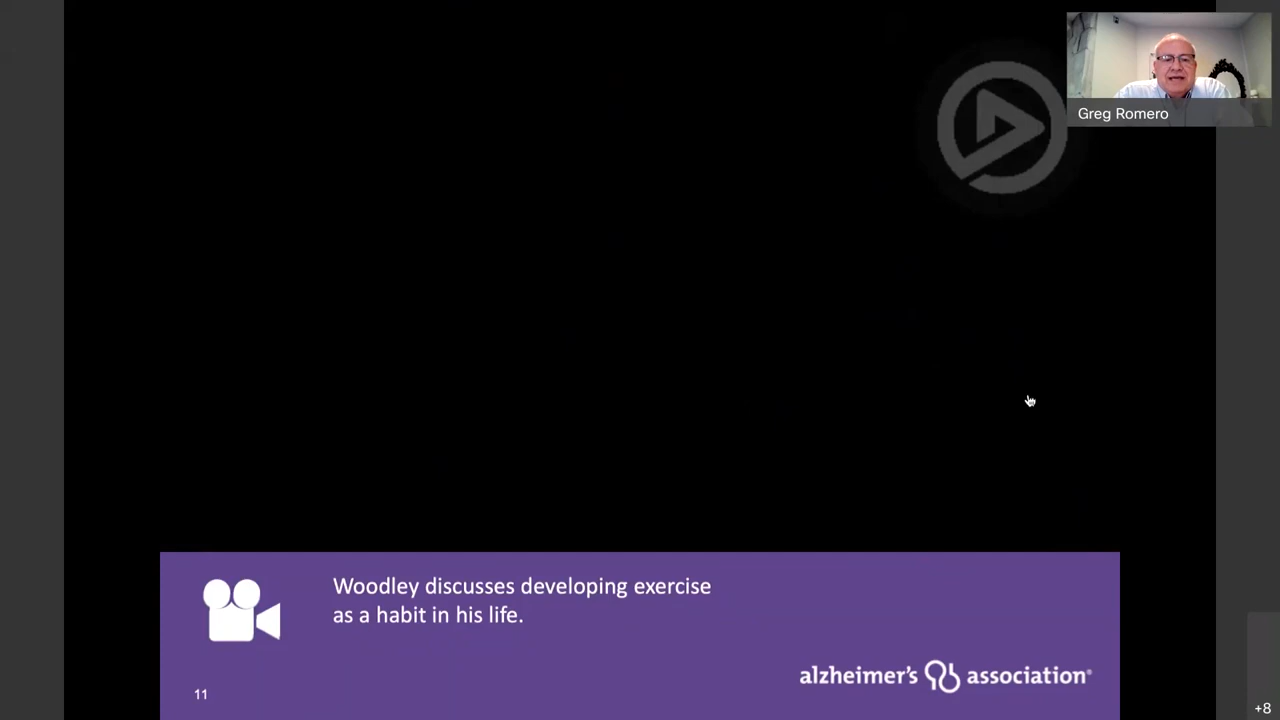 Greg Romero
Woodley discusses developing exercise
as a habit in his life.
alzheimer's association®
11
+8